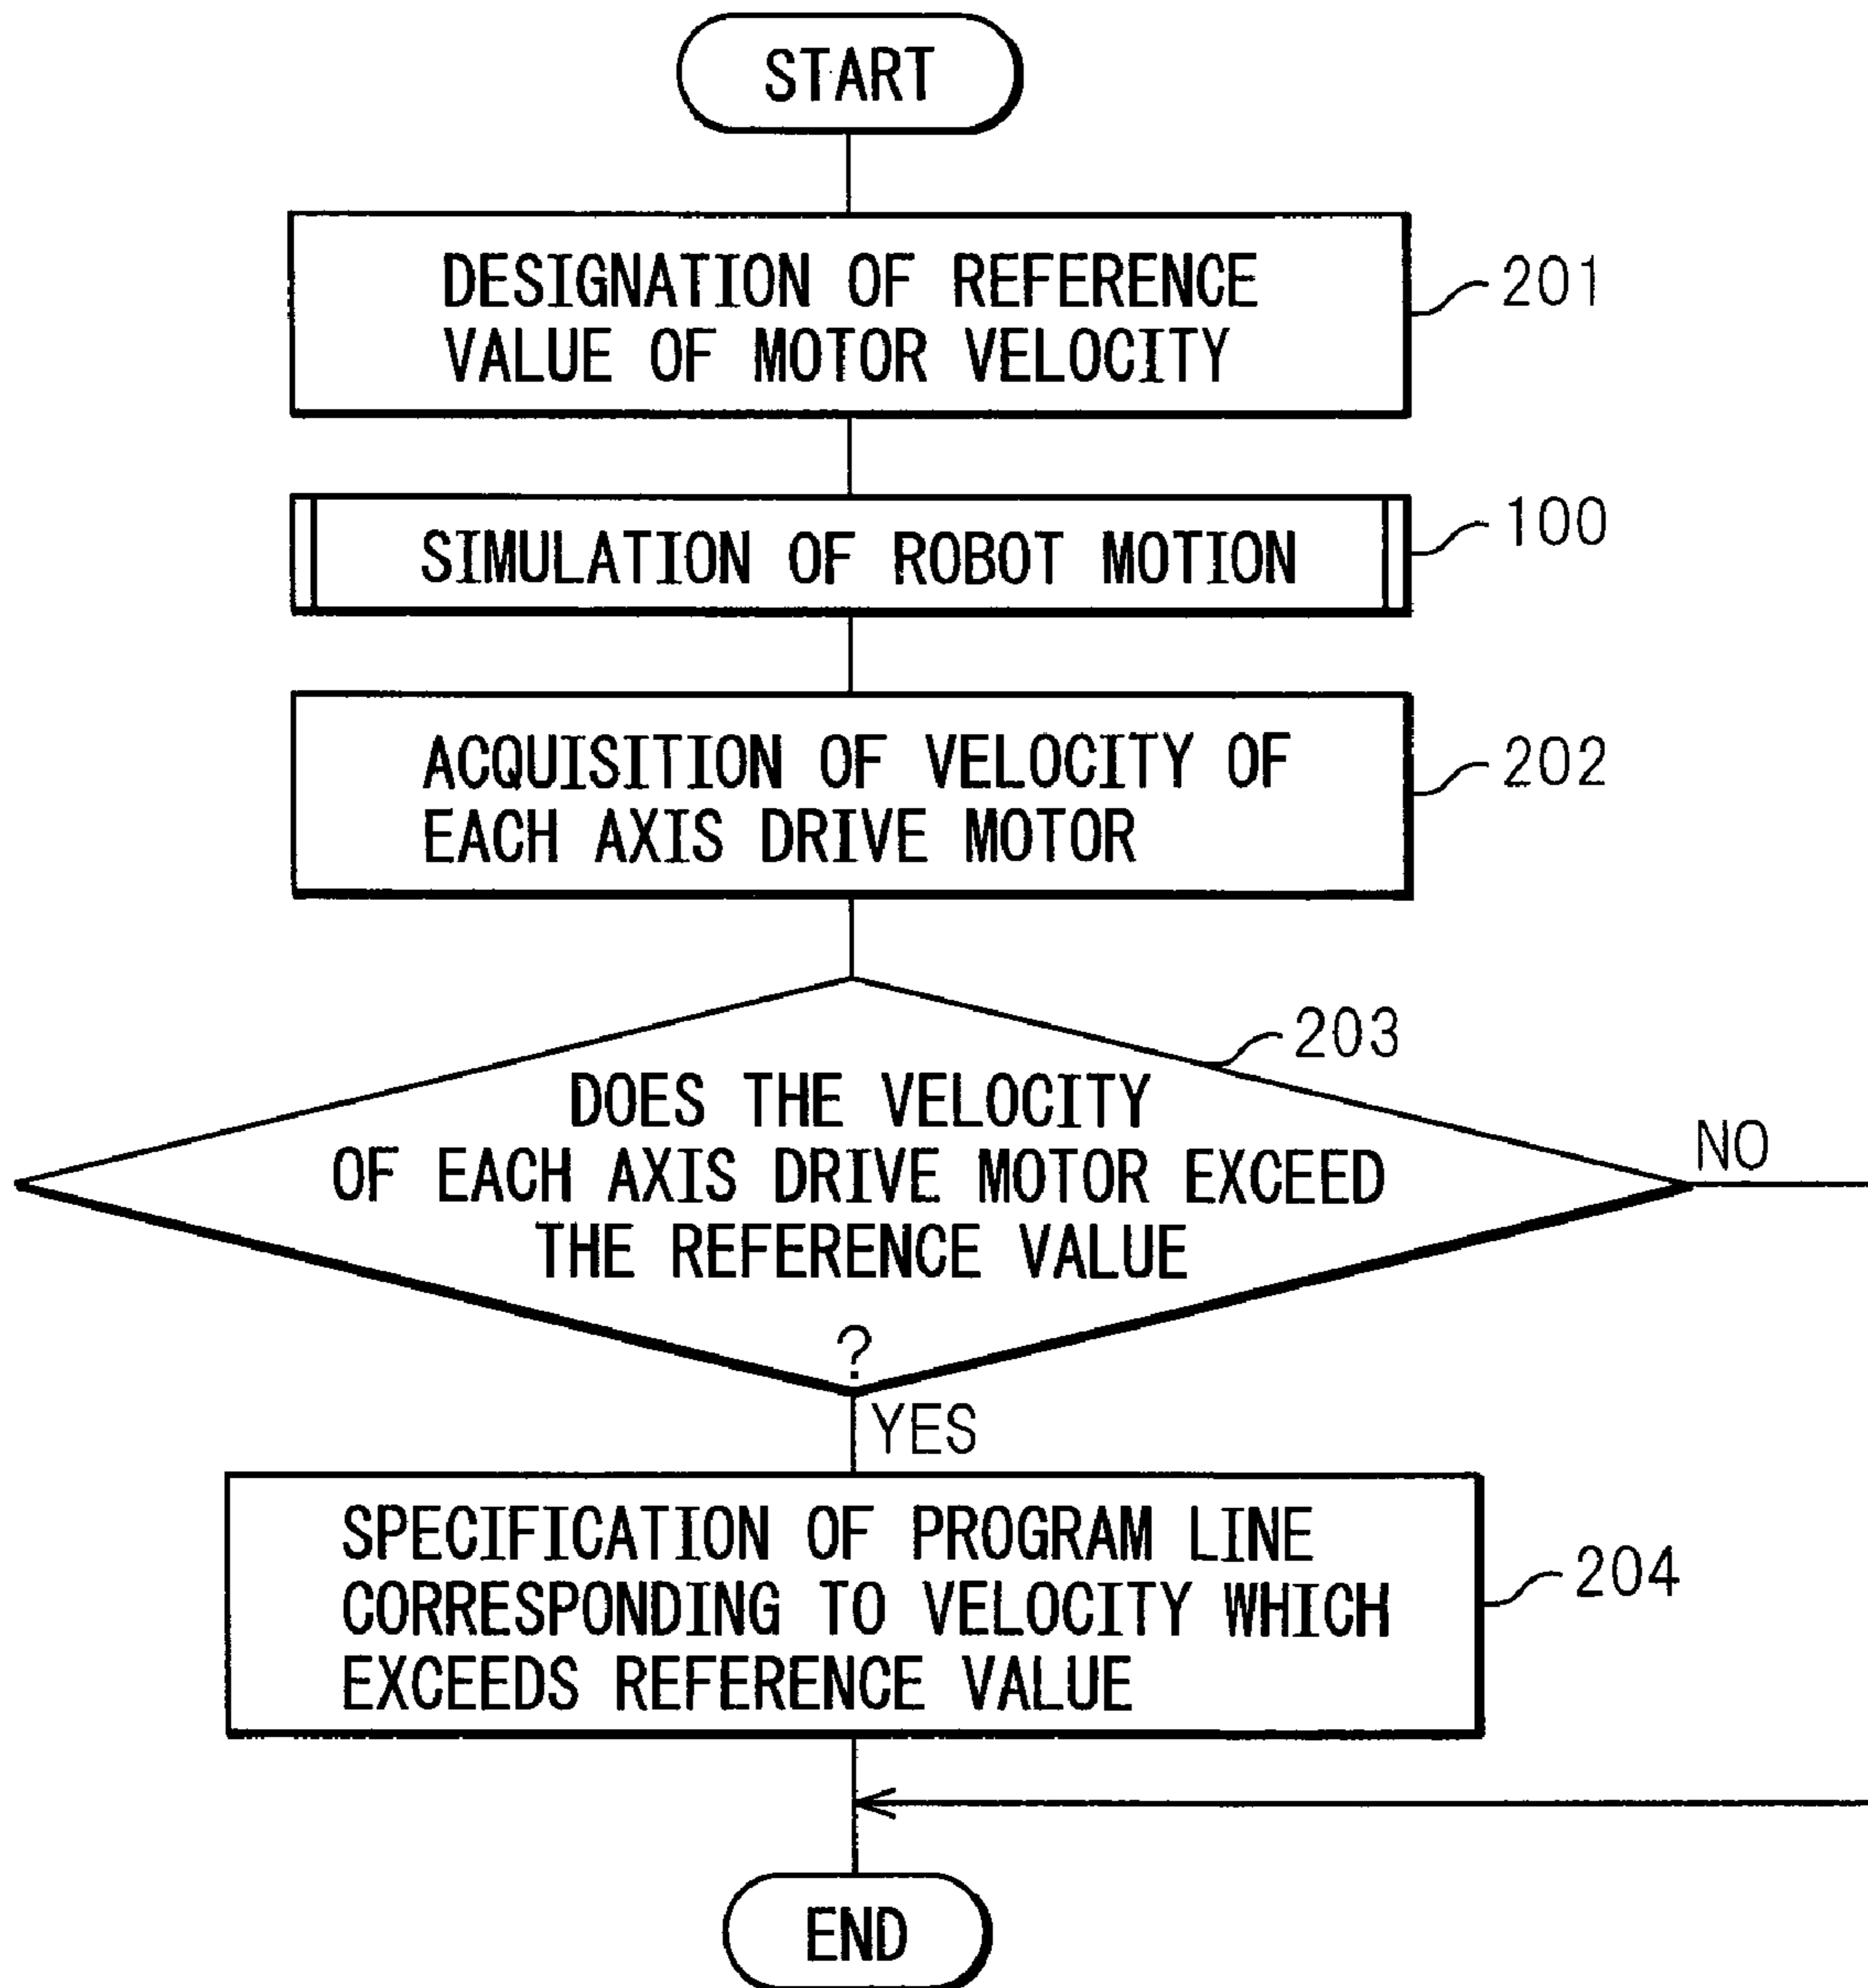 START
DESIGNATION OF REFERENCE
VALUE OF MOTOR VELOCITY
201
SIMULATION OF ROBOT MOTION
100
ACQUISITION OF VELOCITY OF
EACH AXIS DRIVE MOTOR
202
203
DOES THE VELOCITY
OF EACH AXIS DRIVE MOTOR EXCEED
THE REFERENCE VALUE
?
NO
YES
SPECIFICATION OF PROGRAM LINE
CORRESPONDING TO VELOCITY WHICH
EXCEEDS REFERENCE VALUE
204
END